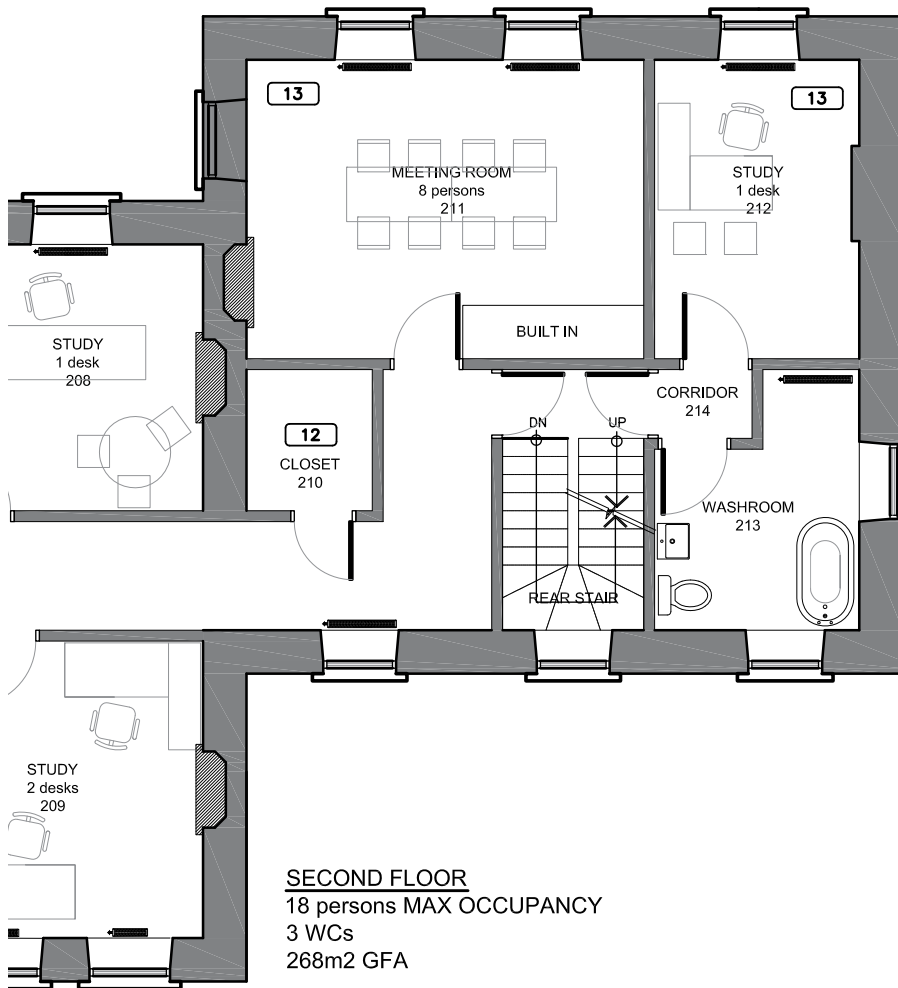 13
13
MEETING ROOM
8 persons
211
STUDY
1 desk
212
STUDY
1 desk
208
BUILT IN
CORRIDOR
214
DN
UP
12
CLOSET
210
WASHROOM
213
REAR STAIR
STUDY
2 desks
209
SECOND FLOOR
18 persons MAX OCCUPANCY
3 WCs
268m2 GFA